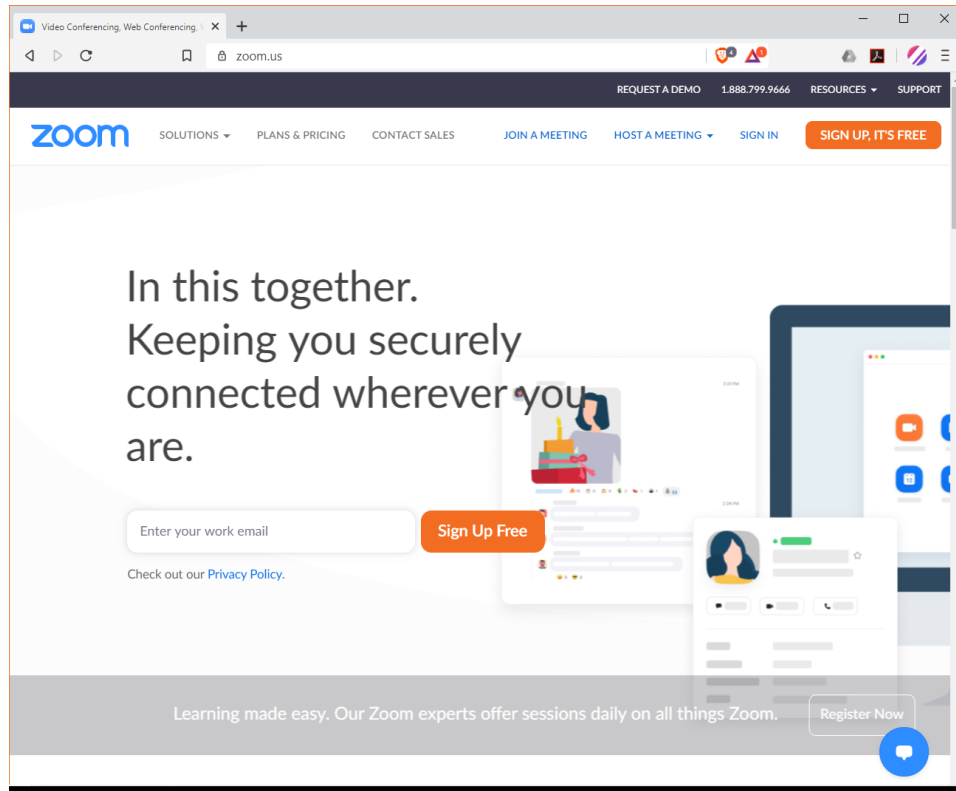 Video Conferencing, Web Conferencing,
zoom.us
4
1
REQUEST A DEMO 1.888.799.9666 RESOURCES SUPPORT
zoom SOLUTIONS PLANS & PRICING CONTACT SALES JOIN A MEETING HOST A MEETING SIGN IN SIGN UP, IT'S FREE
In this together.
Keeping you securely
connected wherever you
are.
Enter your work email
Sign Up Free
Check out our Privacy Policy.
Learning made easy. Our Zoom experts offer sessions daily on all things Zoom.
Register Now